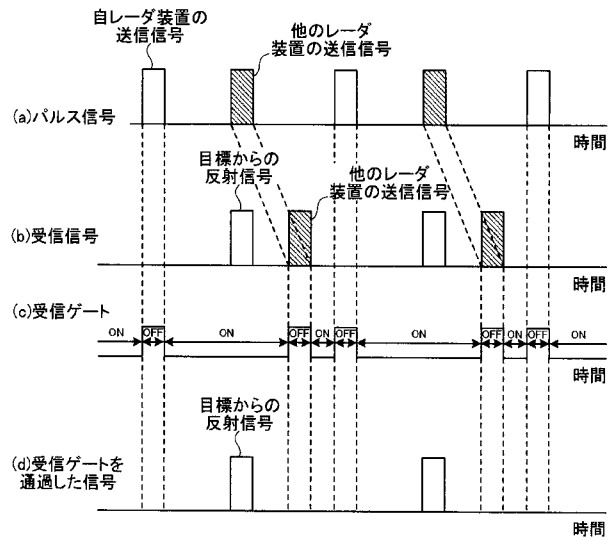 自レーダ装置の
送信信号
他のレーダ
装置の送信信号
(a)パルス信号
時間
目標からの
反射信号
他のレーダ
装置の送信信号
(b)受信信号
時間
(c)受信ゲート
ON OFF ON OFF ON OFF ON OFF ON OFF ON
時間
目標からの
反射信号
(d)受信ゲートを
通過した信号
時間